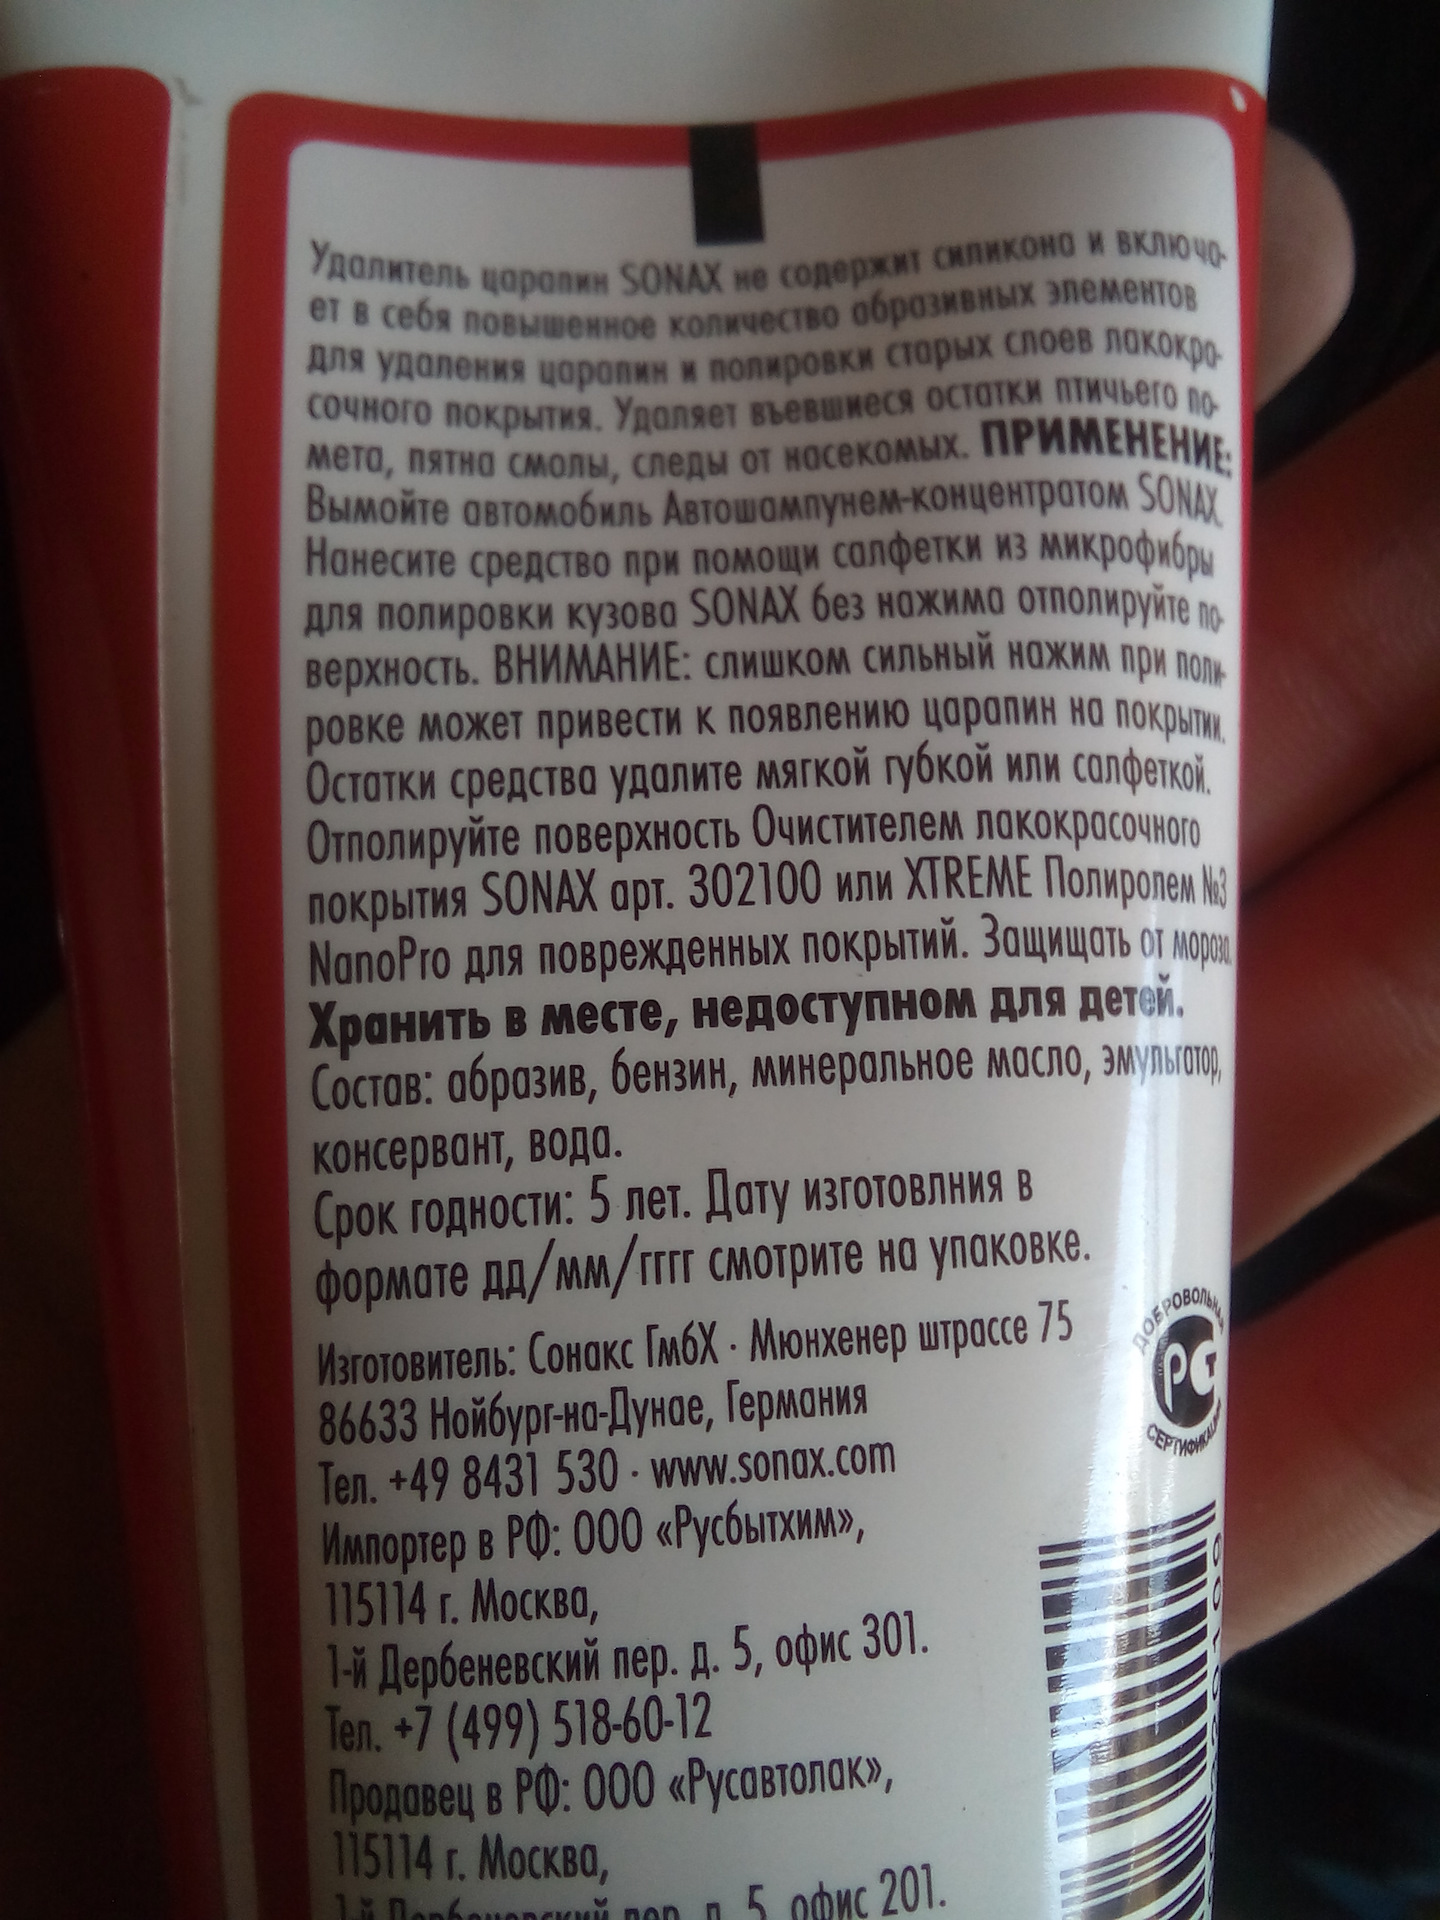 Удалитель царапин SONAX не содержит силикона и включа-
ет в себя повышенное количество абразивных элементов
для удаления царапин и полировки старых слоев лакокра-
сочного покрытия. Удаляет въевшиеся остатки птичьего по-
мета, пятна смолы, следы от насекомых. ПРИМЕНЕНИЕ:
Вымойте автомобиль Автошампунем-концентратом SONAX.
Нанесите средство при помощи салфетки из микрофибры
для полировки кузова SONAX без нажима отполируйте по-
верхность. ВНИМАНИЕ: слишком сильный нажим при поли-
ровке может привести к появлению царапин на покрытии.
Остатки средства удалите мягкой губкой или салфеткой.
Отполируйте поверхность Очистителем лакокрасочного
покрытия SONAX арт. 302100 или XTREME Полиролем №3
NanoPro для поврежденных покрытий. Защищать от мороза.
Хранить в месте, недоступном для детей.
Состав: абразив, бензин, минеральное масло, эмульгатор,
консервант, вода.
Срок годности: 5 лет. Дату изготовлния в
формате дд/мм/гггг смотрите на упаковке.
Изготовитель: Сонакс ГмбХ · Мюнхенер штрассе 75
86633 Нойбург-на-Дунае, Германия
Тел. +49 8431 530 · www.sonax.com
Импортер в РФ: ООО «Русбытхим»,
115114 г. Москва,
1-й Дербеневский пер. д. 5, офис 301.
Тел. +7 (499) 518-60-12
Продавец в РФ: ООО «Русавтолак»,
115114 г. Москва,
1-й Дербеневский пер. д. 5, офис 201.
ДОБРОВОЛЬНАЯ
РСТ